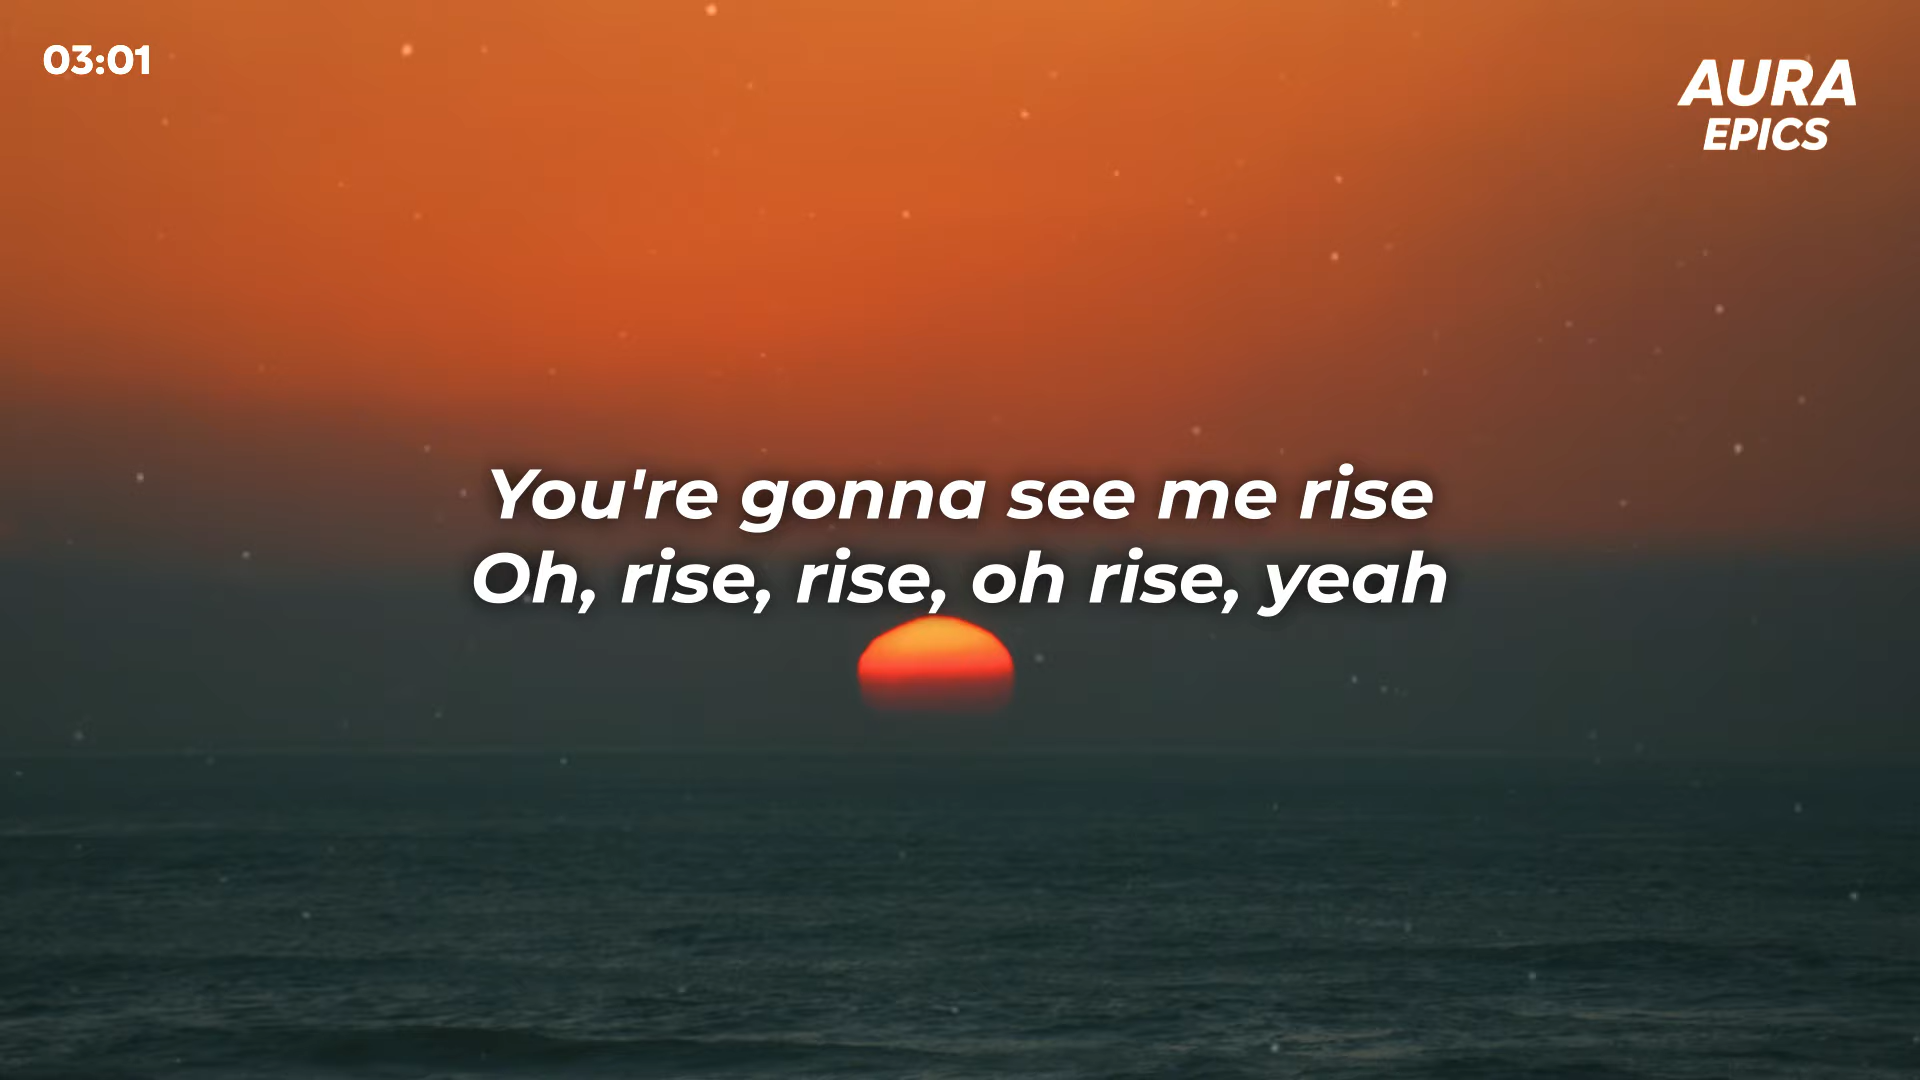 03:01
AURA
EPICS
You're gonna see me rise
Oh, rise, rise, oh rise, yeah